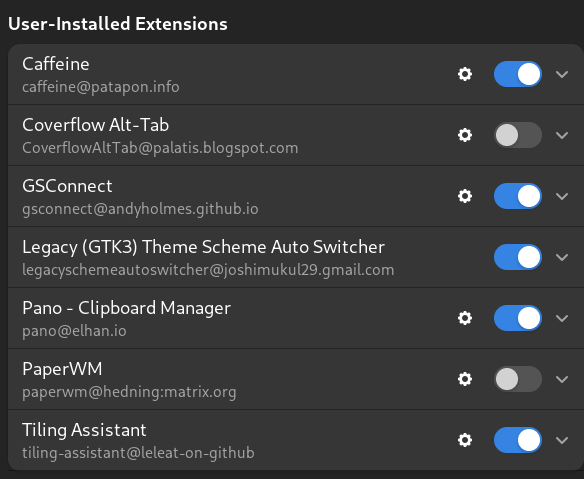 User-Installed Extensions
Caffeine
caffeine@patapon.info
Coverflow Alt-Tab
CoverflowAltTab@palatis.blogspot.com
GSConnect
gsconnect@andyholmes.github.io
Legacy (GTK3) Theme Scheme Auto Switcher
legacyschemeautoswitcher@joshimukul29.gmail.com
Pano - Clipboard Manager
pano@elhan.io
PaperWM
paperwm@hedning:matrix.org
Tiling Assistant
tiling-assistant@leleat-on-github